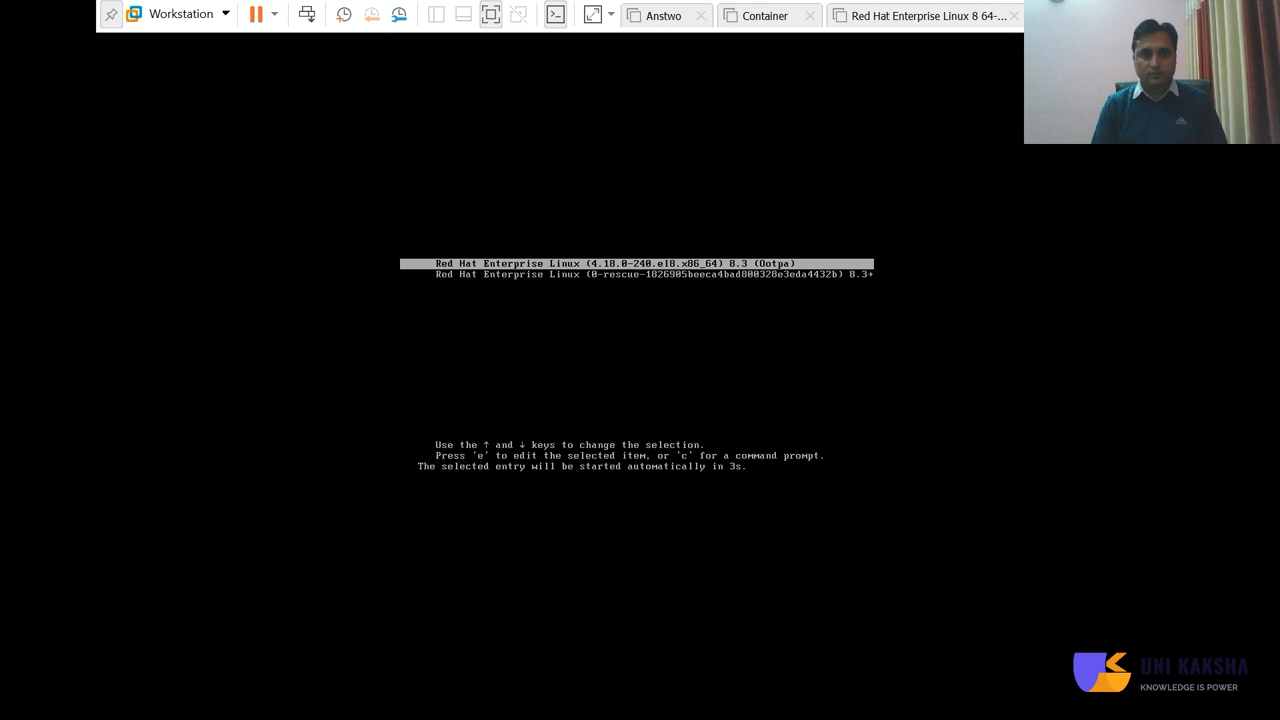 Workstation
Anstwo
Container
Red Hat Enterprise Linux 8 64-...
Red Hat Enterprise Linux (4.18.0-240.el8.x86_64) 8.3 (Ootpa)
Red Hat Enterprise Linux (0-rescue-1826905beeca4bad800328e3eda4432b) 8.3→
Use the ↑ and ↓ keys to change the selection.
Press 'e' to edit the selected item, or 'c' for a command prompt.
The selected entry will be started automatically in 3s.
UNI KAKSHA
KNOWLEDGE IS POWER